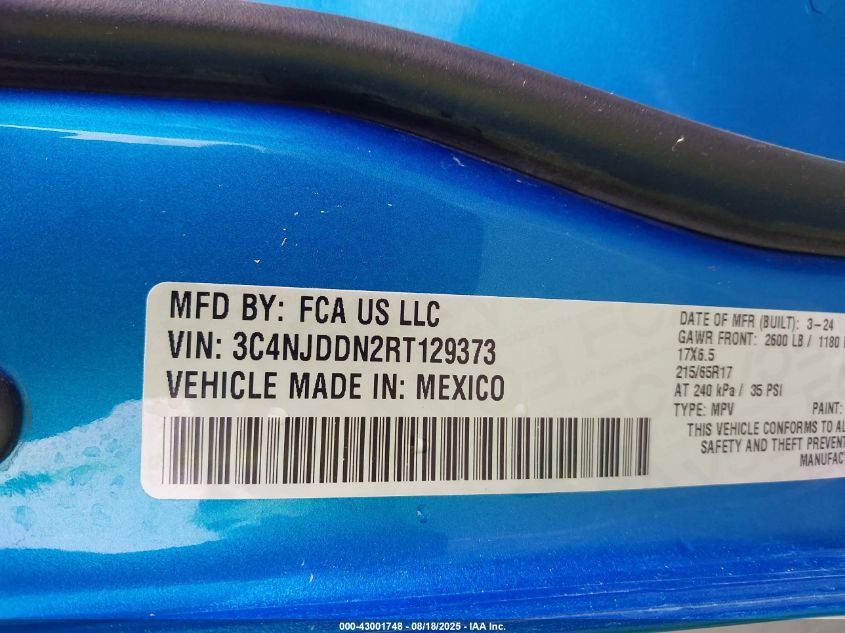 MFD BY: FCA US LLC
VIN: 3C4NJDDN2RT129373
VEHICLE MADE IN: MEXICO
DATE OF MFR (BUILT): 3-24
GAWR FRONT: 2600 LB / 1180
17X6.5
215/65R17
AT 240 kPa / 35 PSI
TYPE: MPV PAINT:
THIS VEHICLE CONFORMS TO
SAFETY AND THEFT
000-43001748 - 08/18/2025 - IAA Inc.